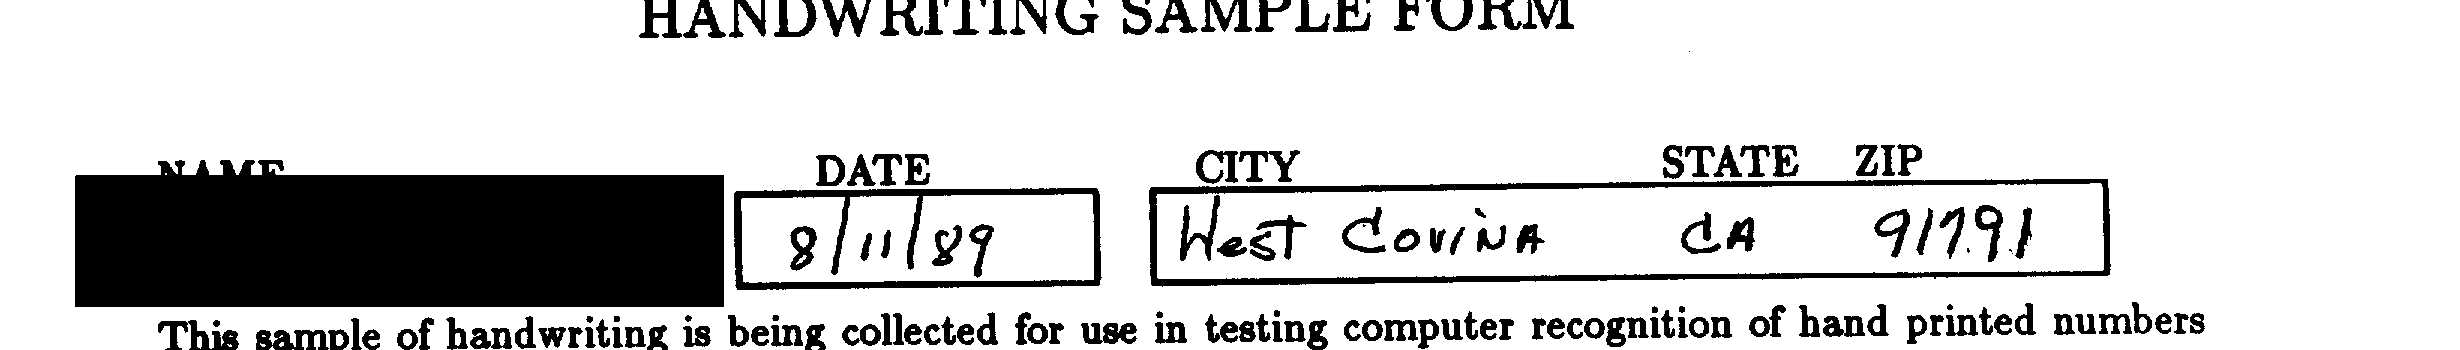 HANDWRITING SAMPLE FORM
NAME DATE CITY STATE ZIP
8/11/89 West Covina CA 91791
This sample of handwriting is being collected for use in testing computer recognition of hand printed numbers